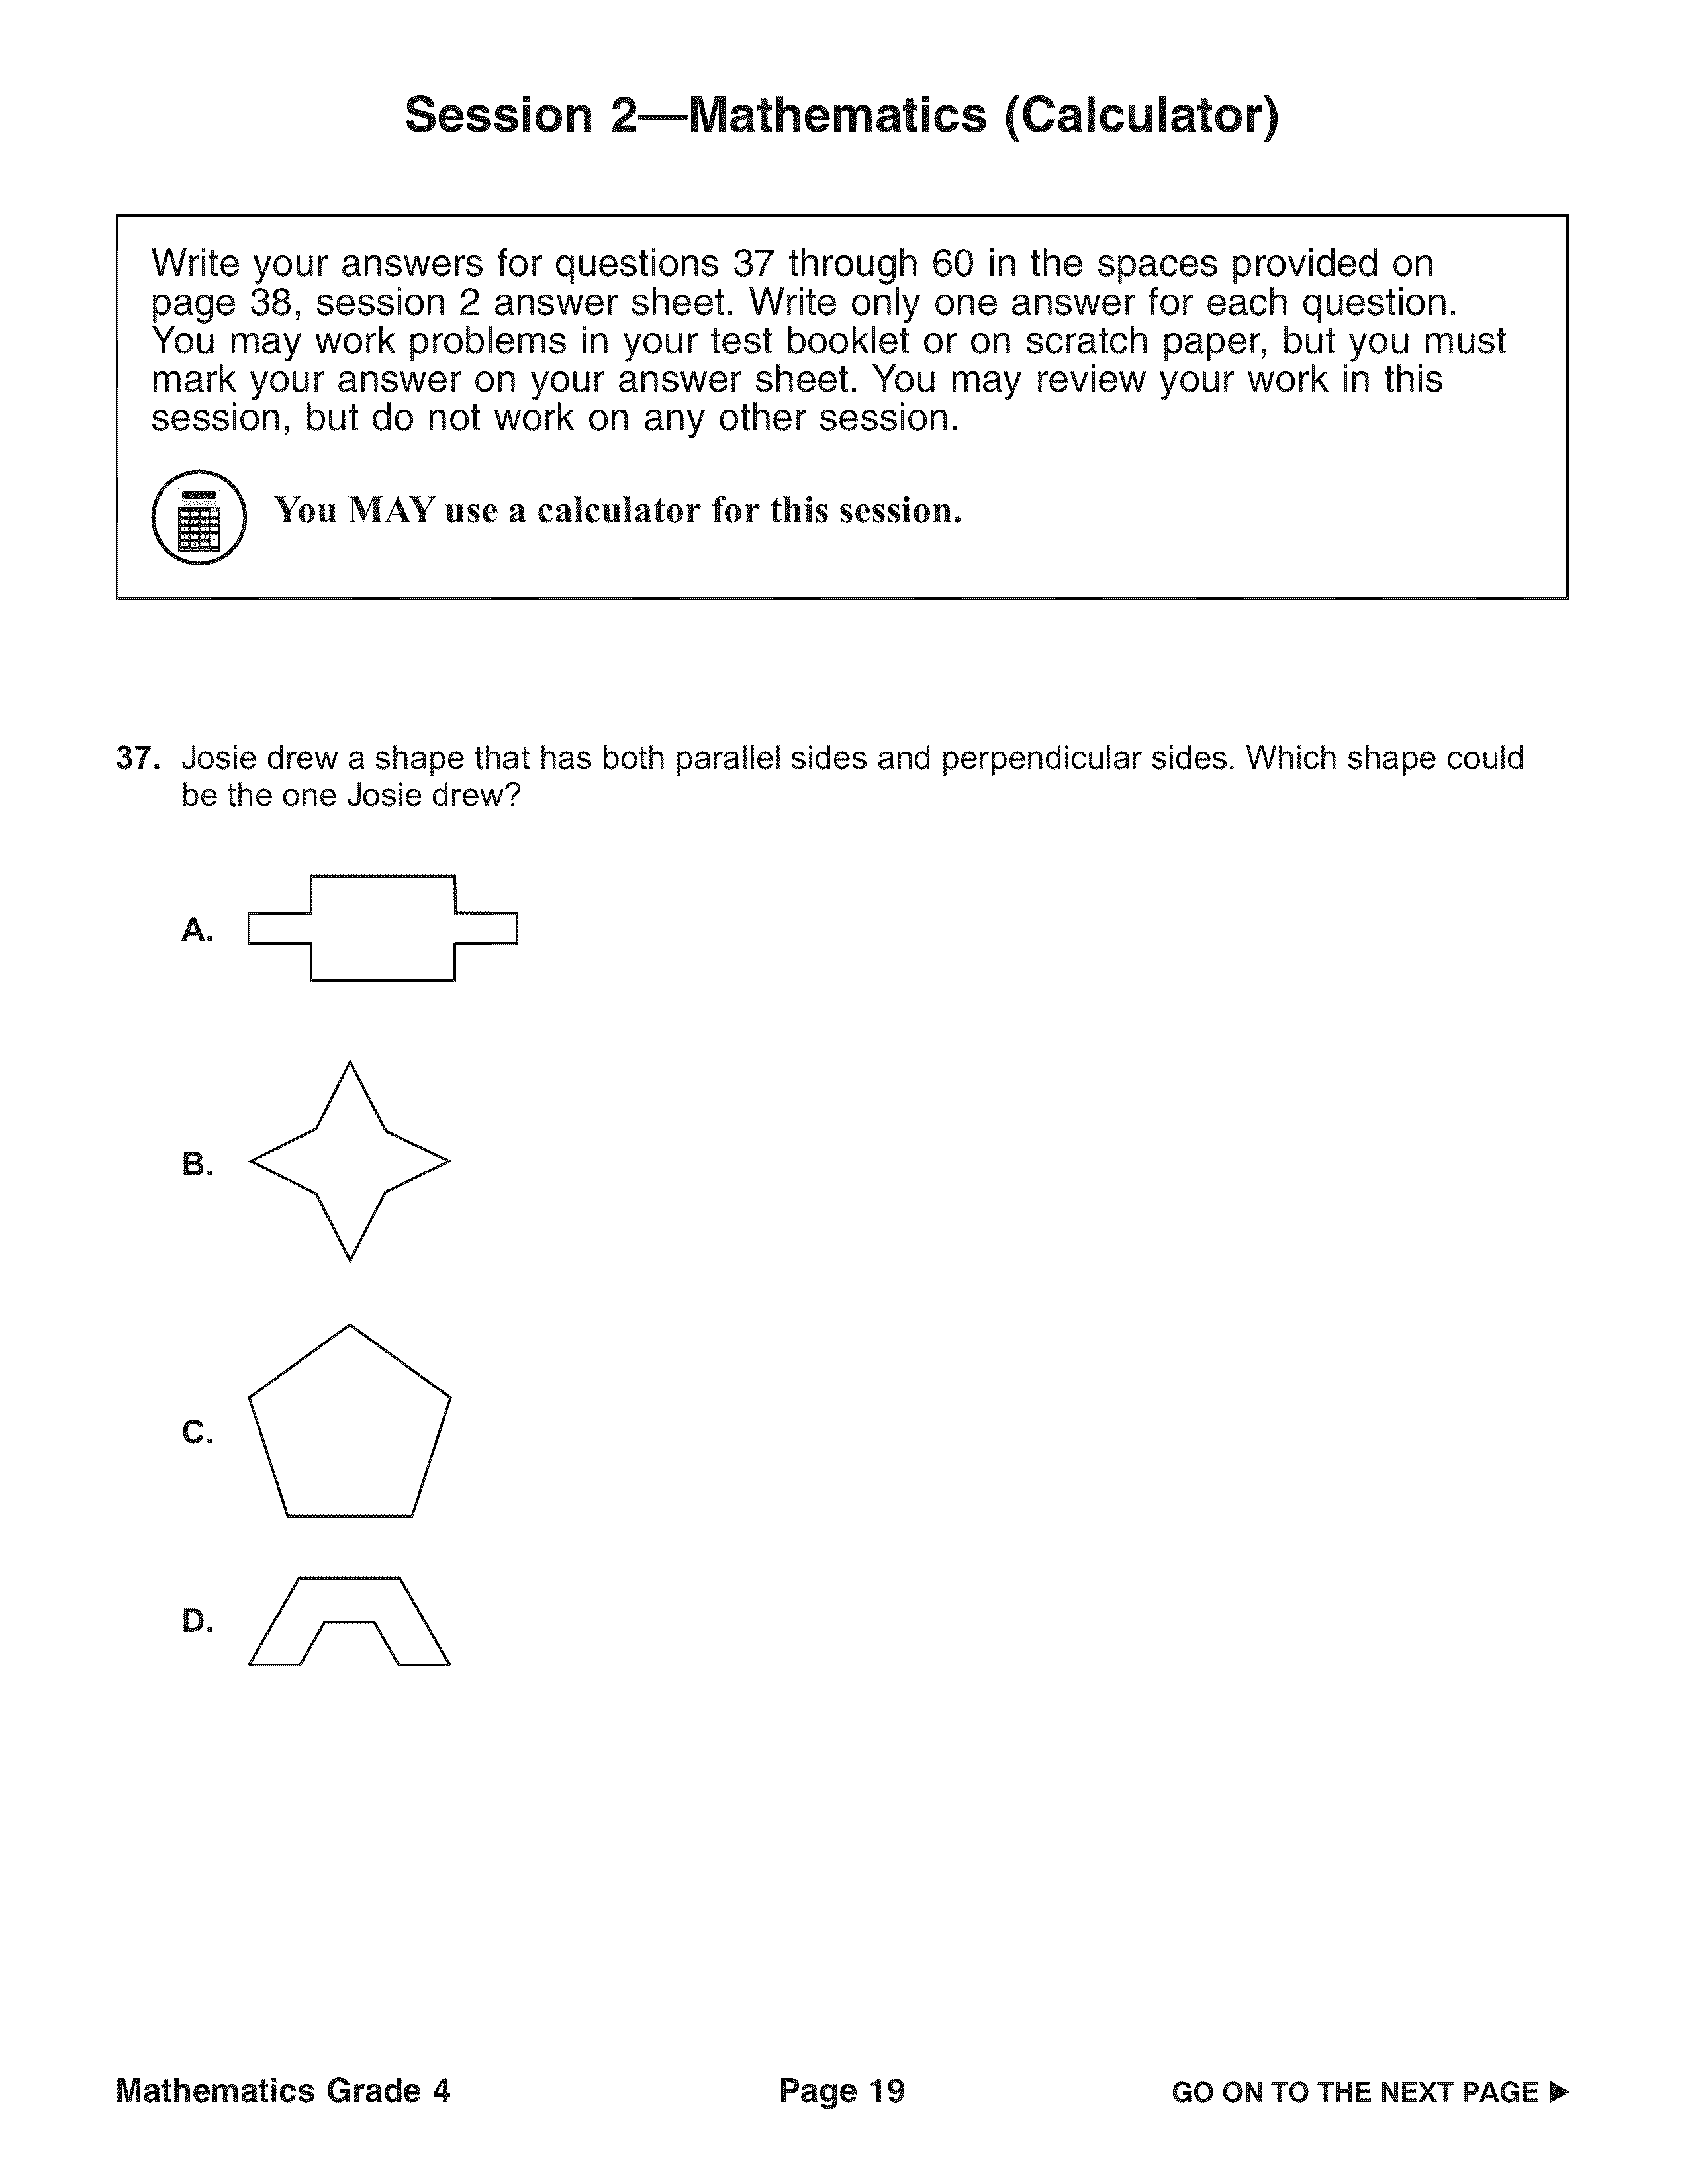 Session 2—Mathematics (Calculator)
Write your answers for questions 37 through 60 in the spaces provided on
page 38, session 2 answer sheet. Write only one answer for each question.
You may work problems in your test booklet or on scratch paper, but you must
mark your answer on your answer sheet. You may review your work in this
session, but do not work on any other session.
You MAY use a calculator for this session.
37. Josie drew a shape that has both parallel sides and perpendicular sides. Which shape could
be the one Josie drew?
A.
B.
C.
D.
Mathematics Grade 4 Page 19 GO ON TO THE NEXT PAGE ▶